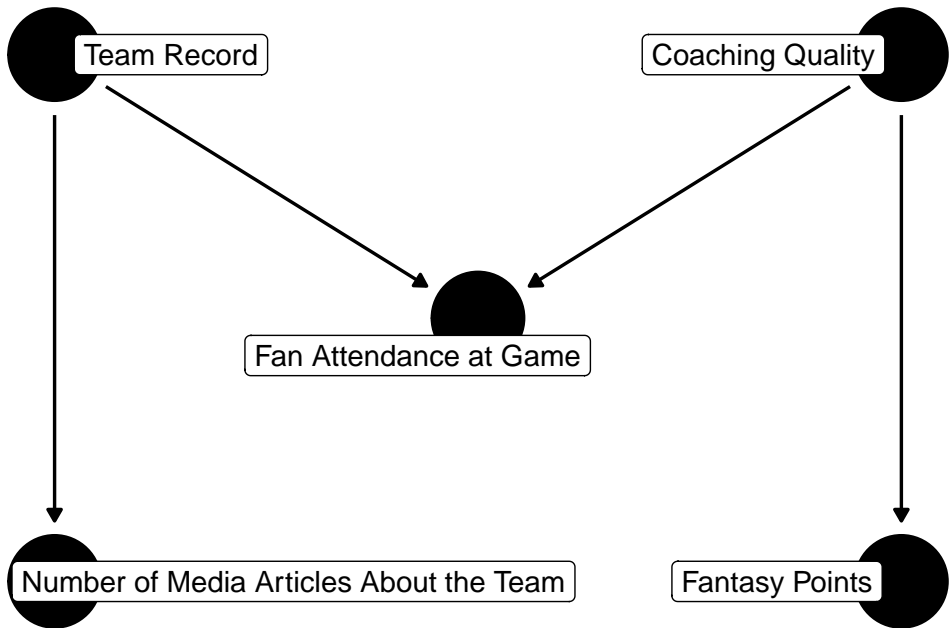 Team Record
Coaching Quality
Fan Attendance at Game
Number of Media Articles About the Team
Fantasy Points